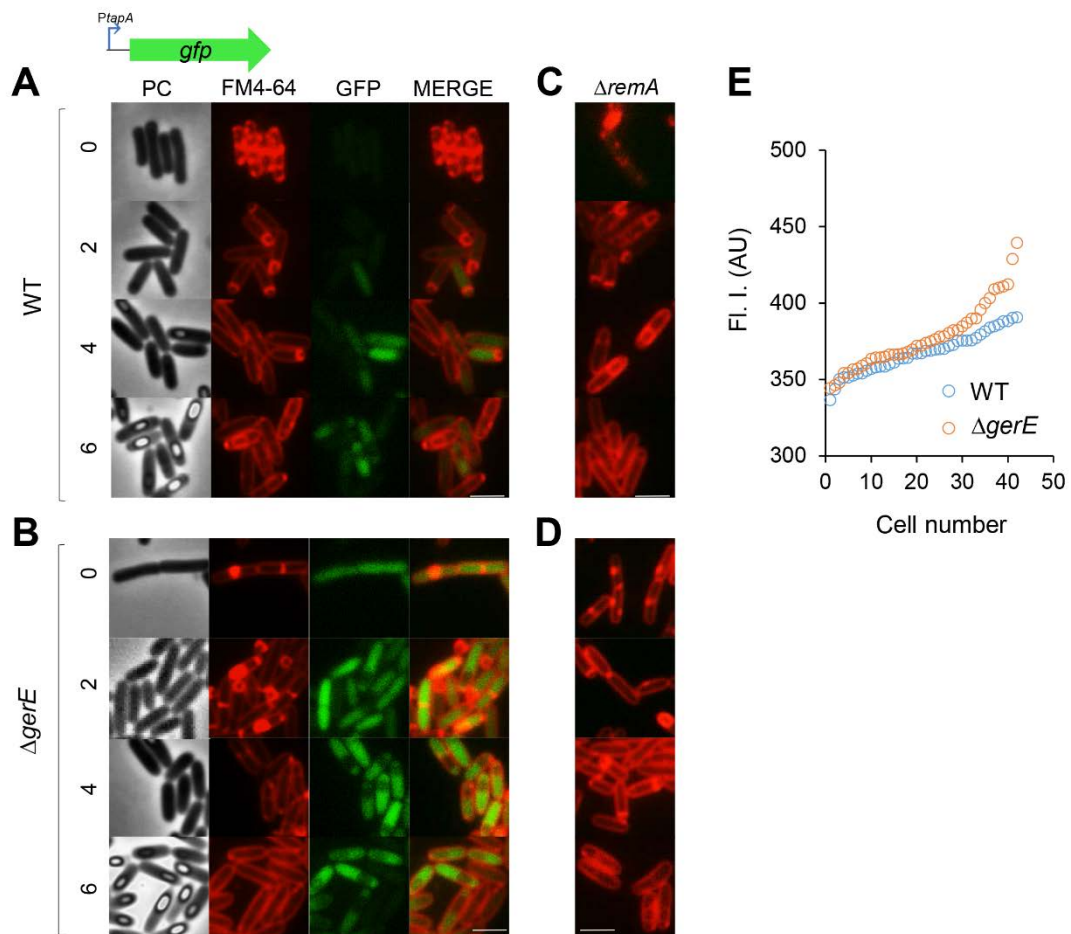 PtapA
gfp
A
PC FM4-64 GFP MERGE
WT
0
2
4
6
C
ΔremA
E
500
450
400
350
300
0 10 20 30 40 50
Fl. I. (AU)
Cell number
WT
ΔgerE
B
ΔgerE
0
2
4
6
D